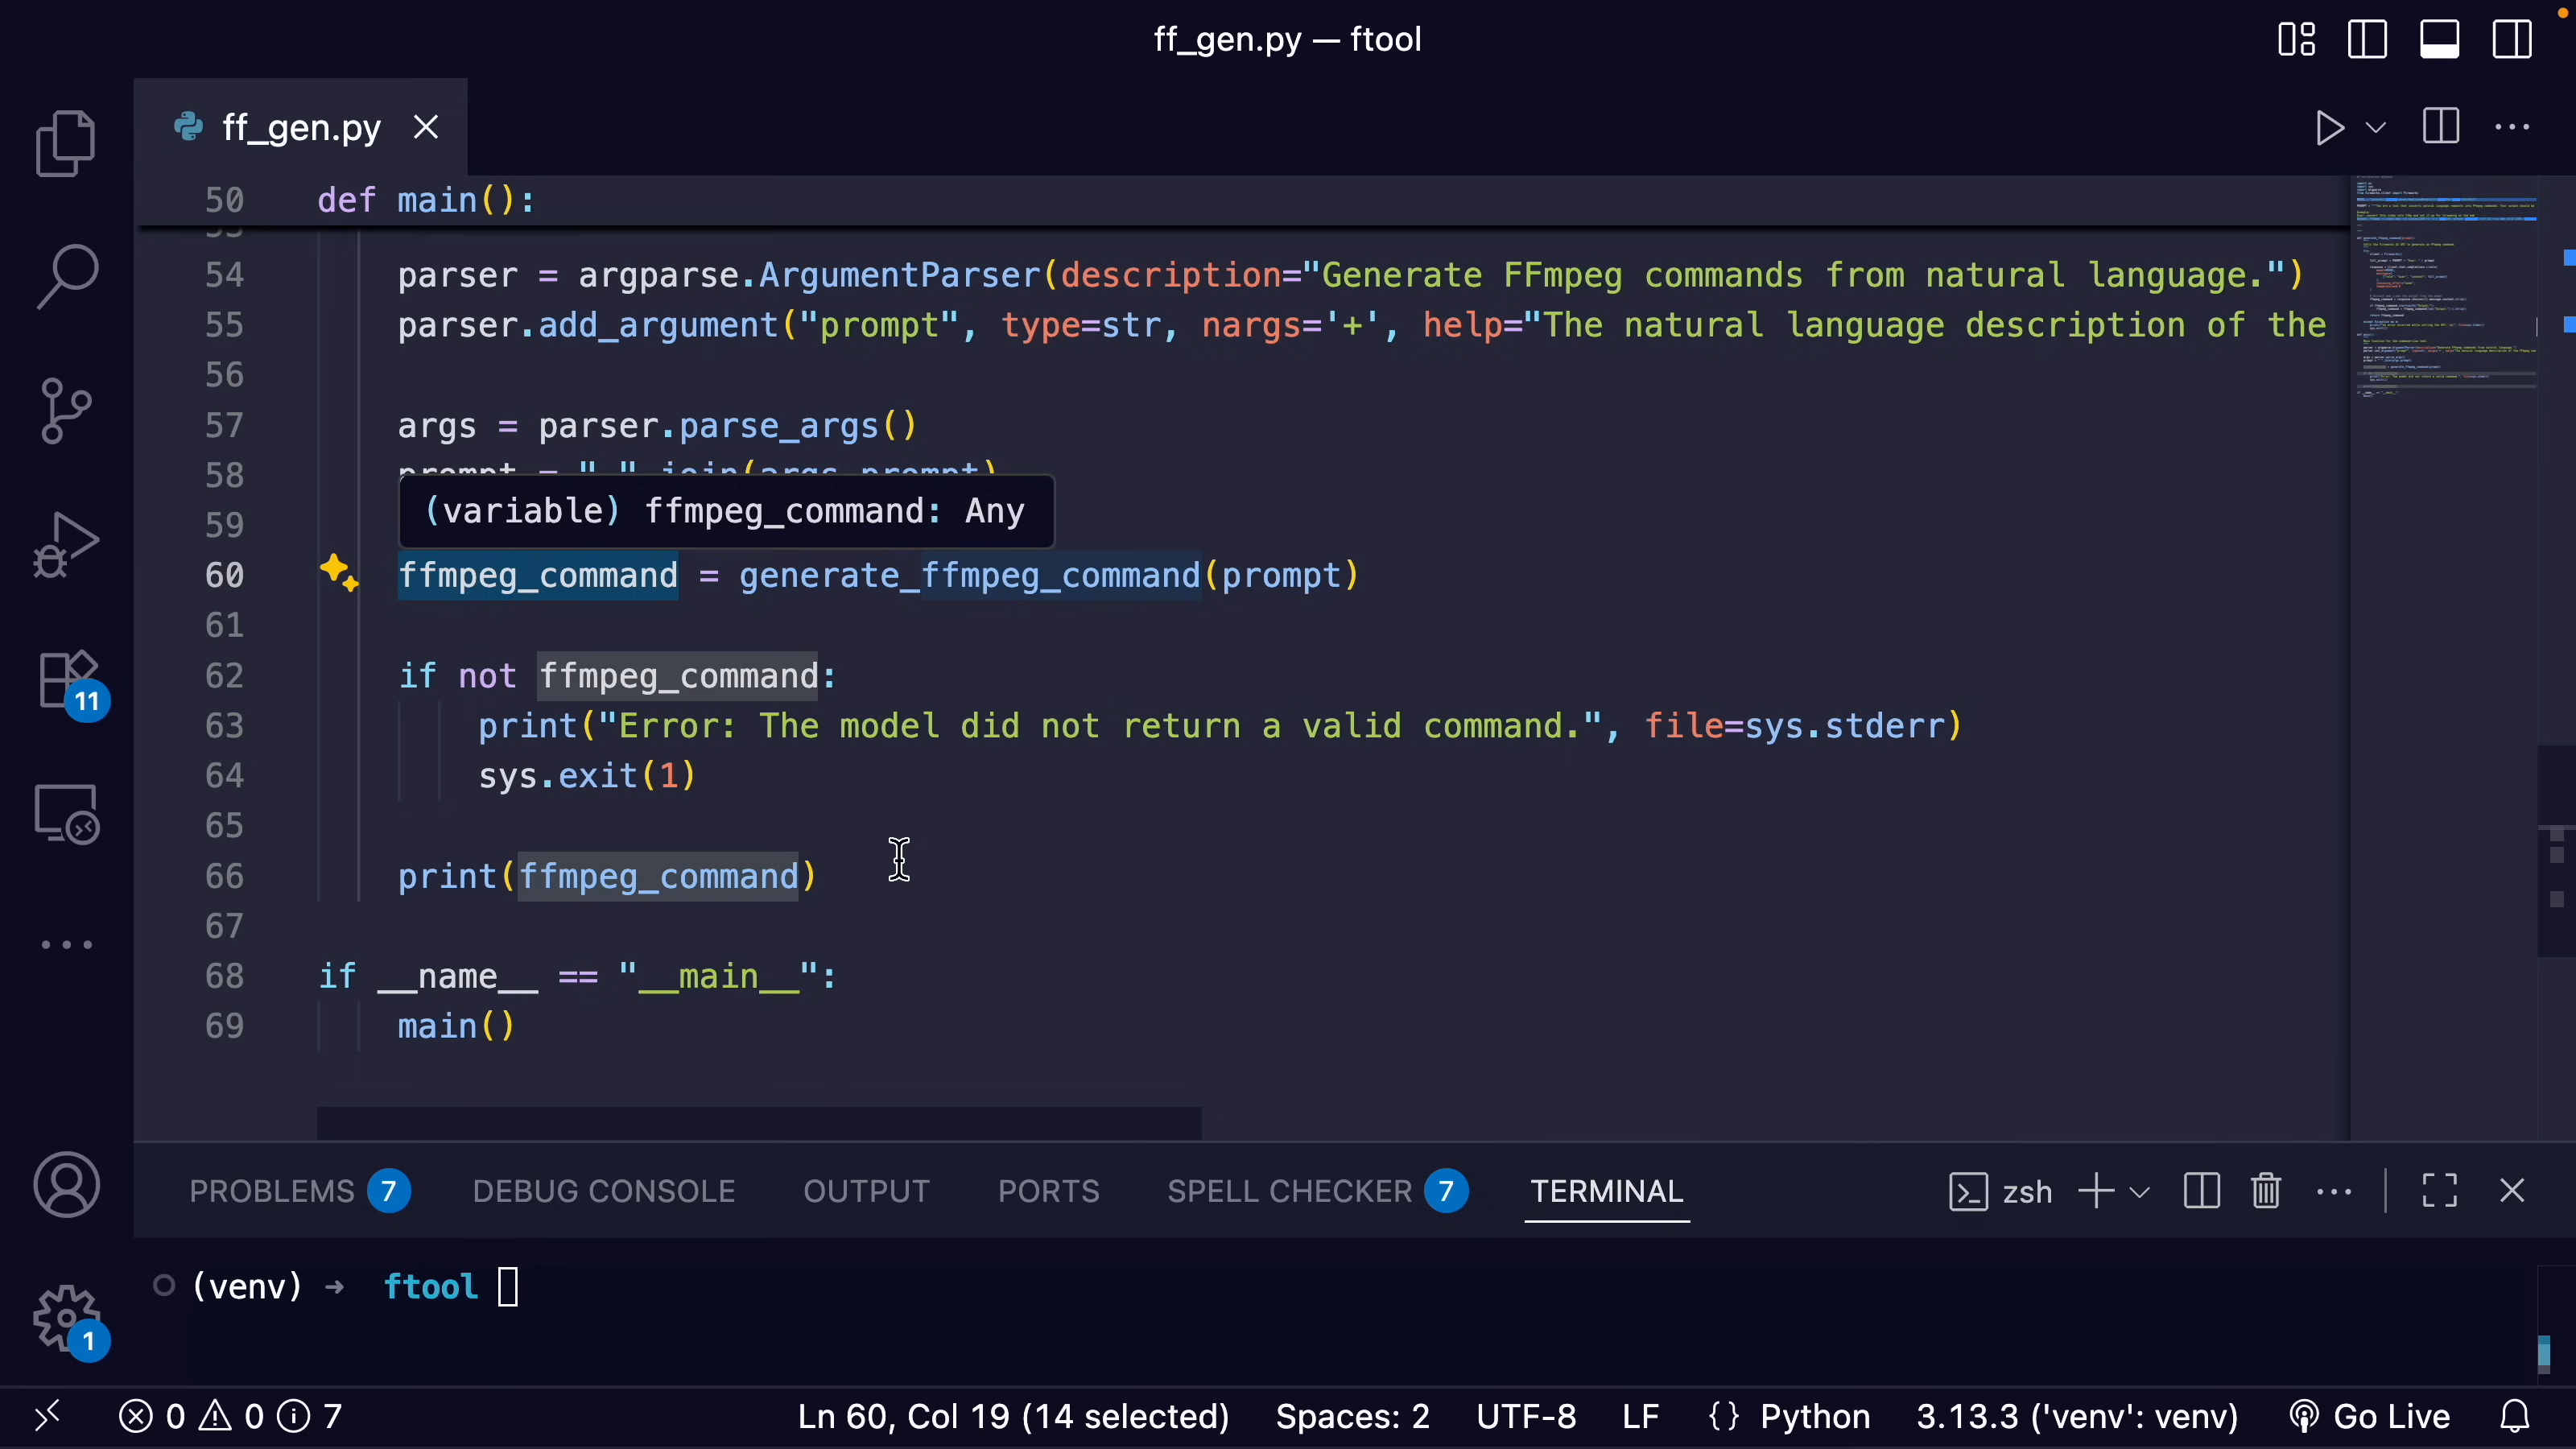 ff_gen.py — ftool
ff_gen.py
50 def main():
54 parser = argparse.ArgumentParser(description="Generate FFmpeg commands from natural language.")
55 parser.add_argument("prompt", type=str, nargs='+', help="The natural language description of the
56
57 args = parser.parse_args()
58 prompt = " ".join(args.prompt)
(variable) ffmpeg_command: Any
59
60 ffmpeg_command = generate_ffmpeg_command(prompt)
61
62 if not ffmpeg_command:
63 print("Error: The model did not return a valid command.", file=sys.stderr)
64 sys.exit(1)
65
66 print(ffmpeg_command)
67
68 if __name__ == "__main__":
69 main()
11
PROBLEMS 7 DEBUG CONSOLE OUTPUT PORTS SPELL CHECKER 7 TERMINAL zsh
(venv) → ftool
1
0 0 7 Ln 60, Col 19 (14 selected) Spaces: 2 UTF-8 LF {} Python 3.13.3 ('venv': venv) Go Live